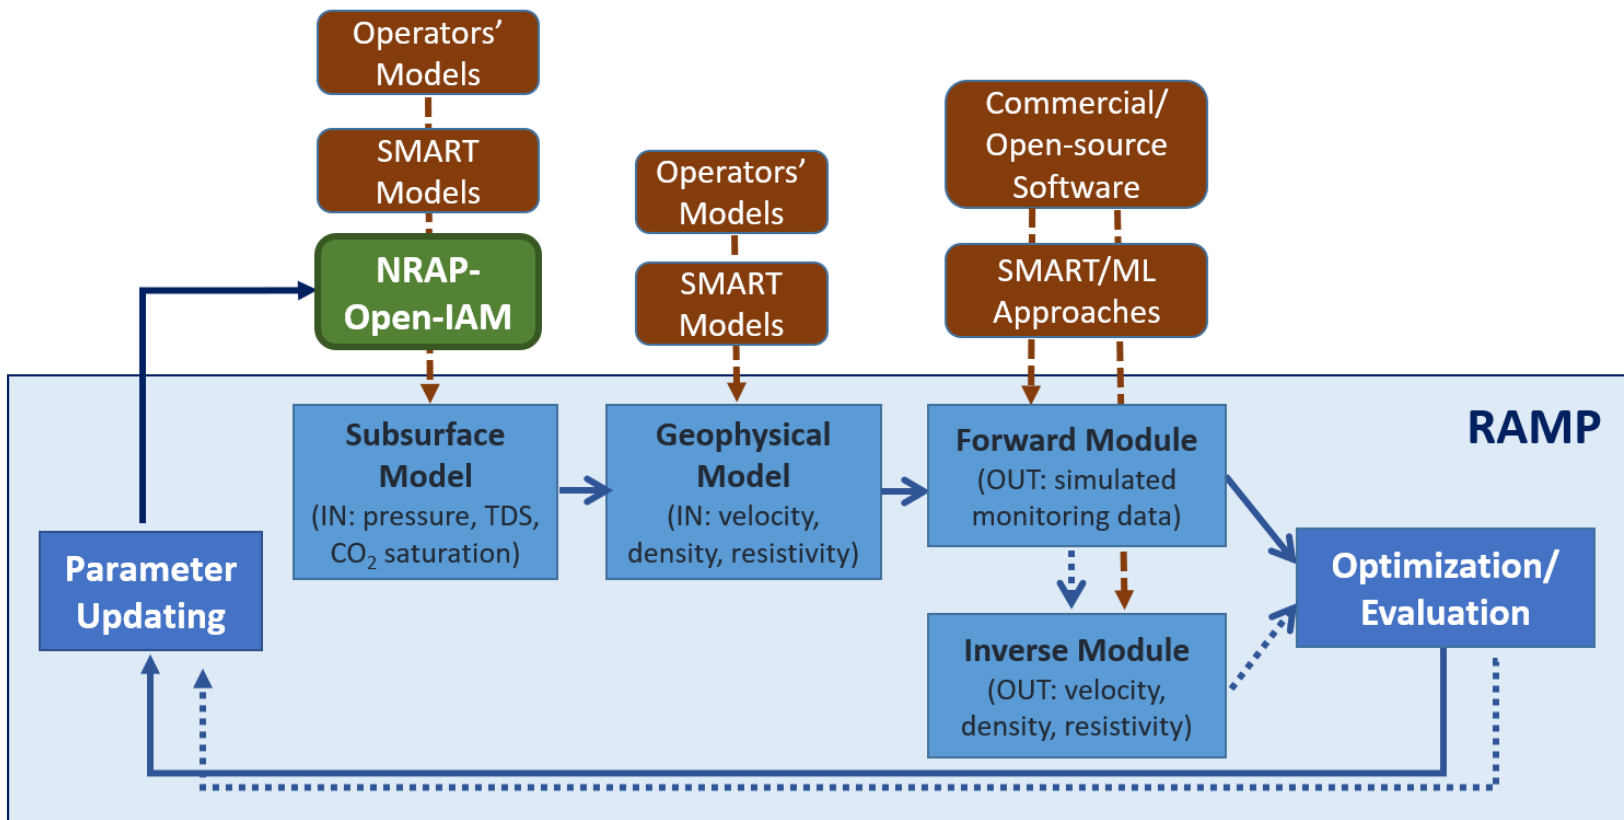 Operators’
Models
SMART
Models
NRAP-
Open-IAM
Operators’
Models
SMART
Models
Commercial/
Open-source
Software
SMART/ML
Approaches
RAMP
Subsurface
Model
(IN: pressure, TDS,
CO₂ saturation)
Geophysical
Model
(IN: velocity,
density, resistivity)
Forward Module
(OUT: simulated
monitoring data)
Parameter
Updating
Optimization/
Evaluation
Inverse Module
(OUT: velocity,
density, resistivity)